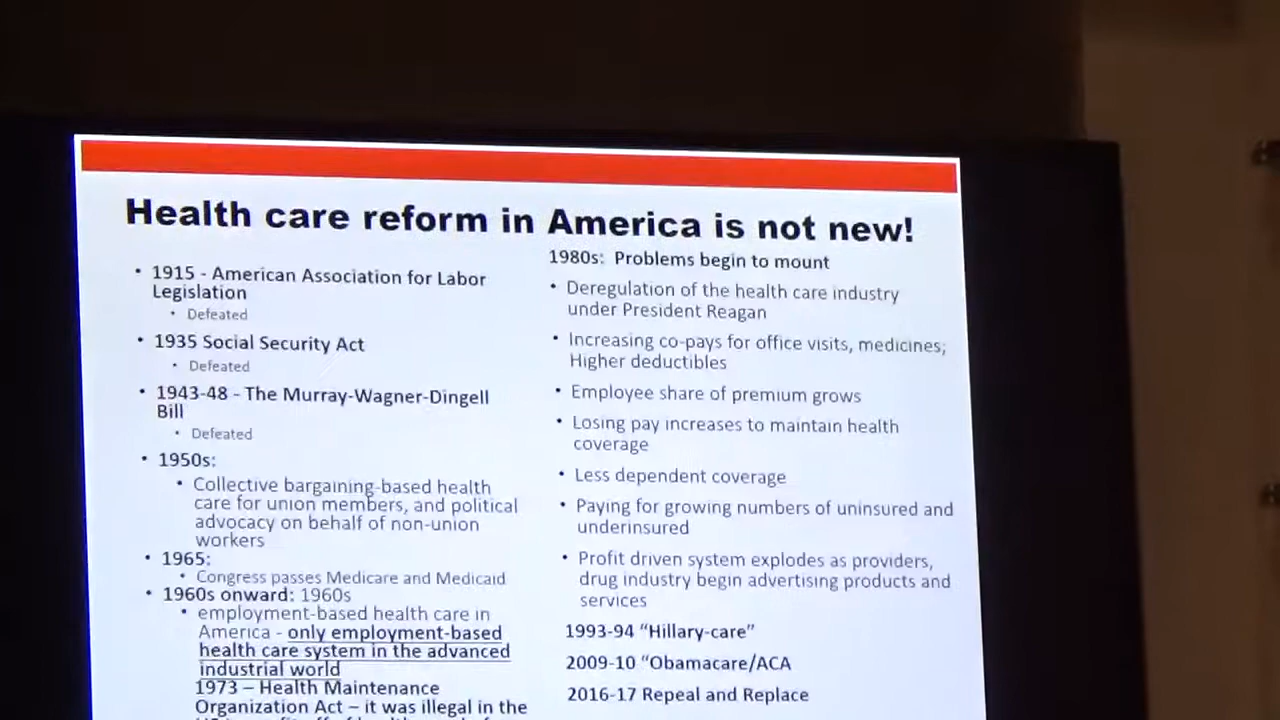 Health care reform in America is not new!
• 1915 - American Association for Labor
Legislation
• Defeated
• 1935 Social Security Act
• Defeated
• 1943-48 - The Murray-Wagner-Dingell
Bill
• Defeated
• 1950s:
• Collective bargaining-based health
care for union members, and political
advocacy on behalf of non-union
workers
• 1965:
• Congress passes Medicare and Medicaid
• 1960s onward: 1960s
• employment-based health care in
America - only employment-based
health care system in the advanced
industrial world
1973 – Health Maintenance
Organization Act – it was illegal in the
1980s: Problems begin to mount
• Deregulation of the health care industry
under President Reagan
• Increasing co-pays for office visits, medicines;
Higher deductibles
• Employee share of premium grows
• Losing pay increases to maintain health
coverage
• Less dependent coverage
• Paying for growing numbers of uninsured and
underinsured
• Profit driven system explodes as providers,
drug industry begin advertising products and
services
1993-94 “Hillary-care”
2009-10 “Obamacare/ACA
2016-17 Repeal and Replace